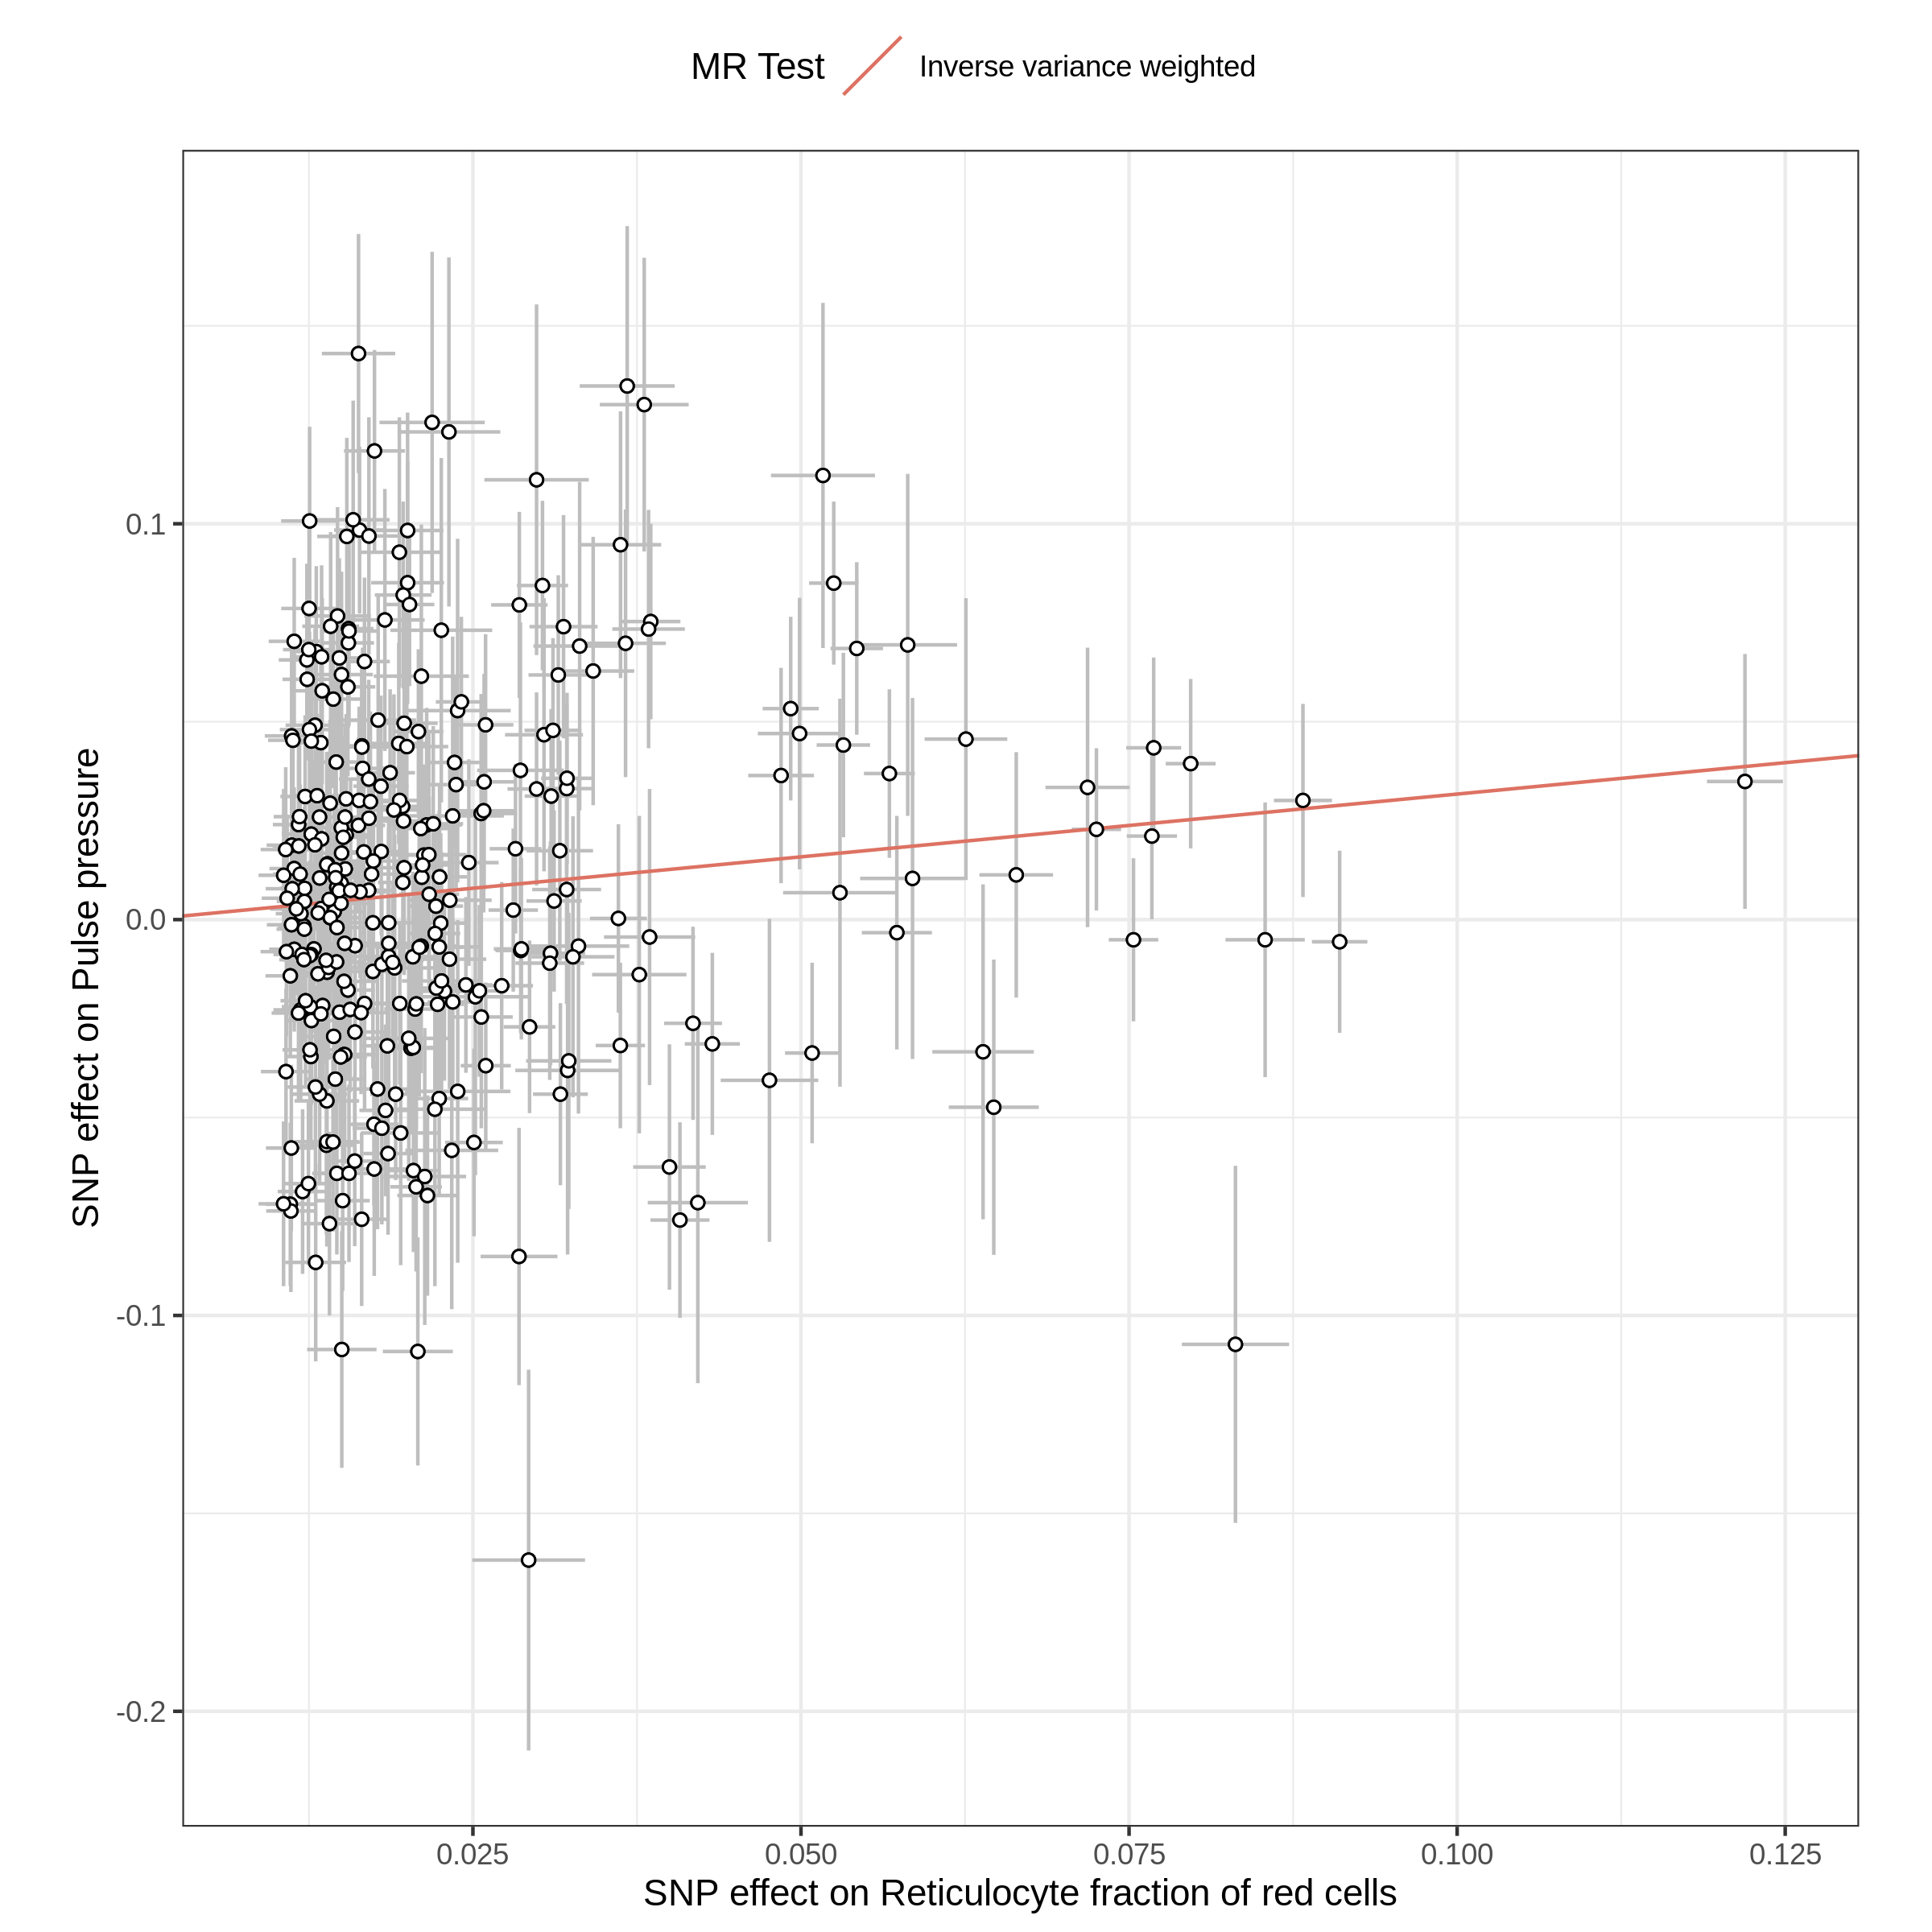 MR Test Inverse variance weighted
SNP effect on Pulse pressure
0.1
0.0
-0.1
-0.2
0.025 0.050 0.075 0.100 0.125
SNP effect on Reticulocyte fraction of red cells